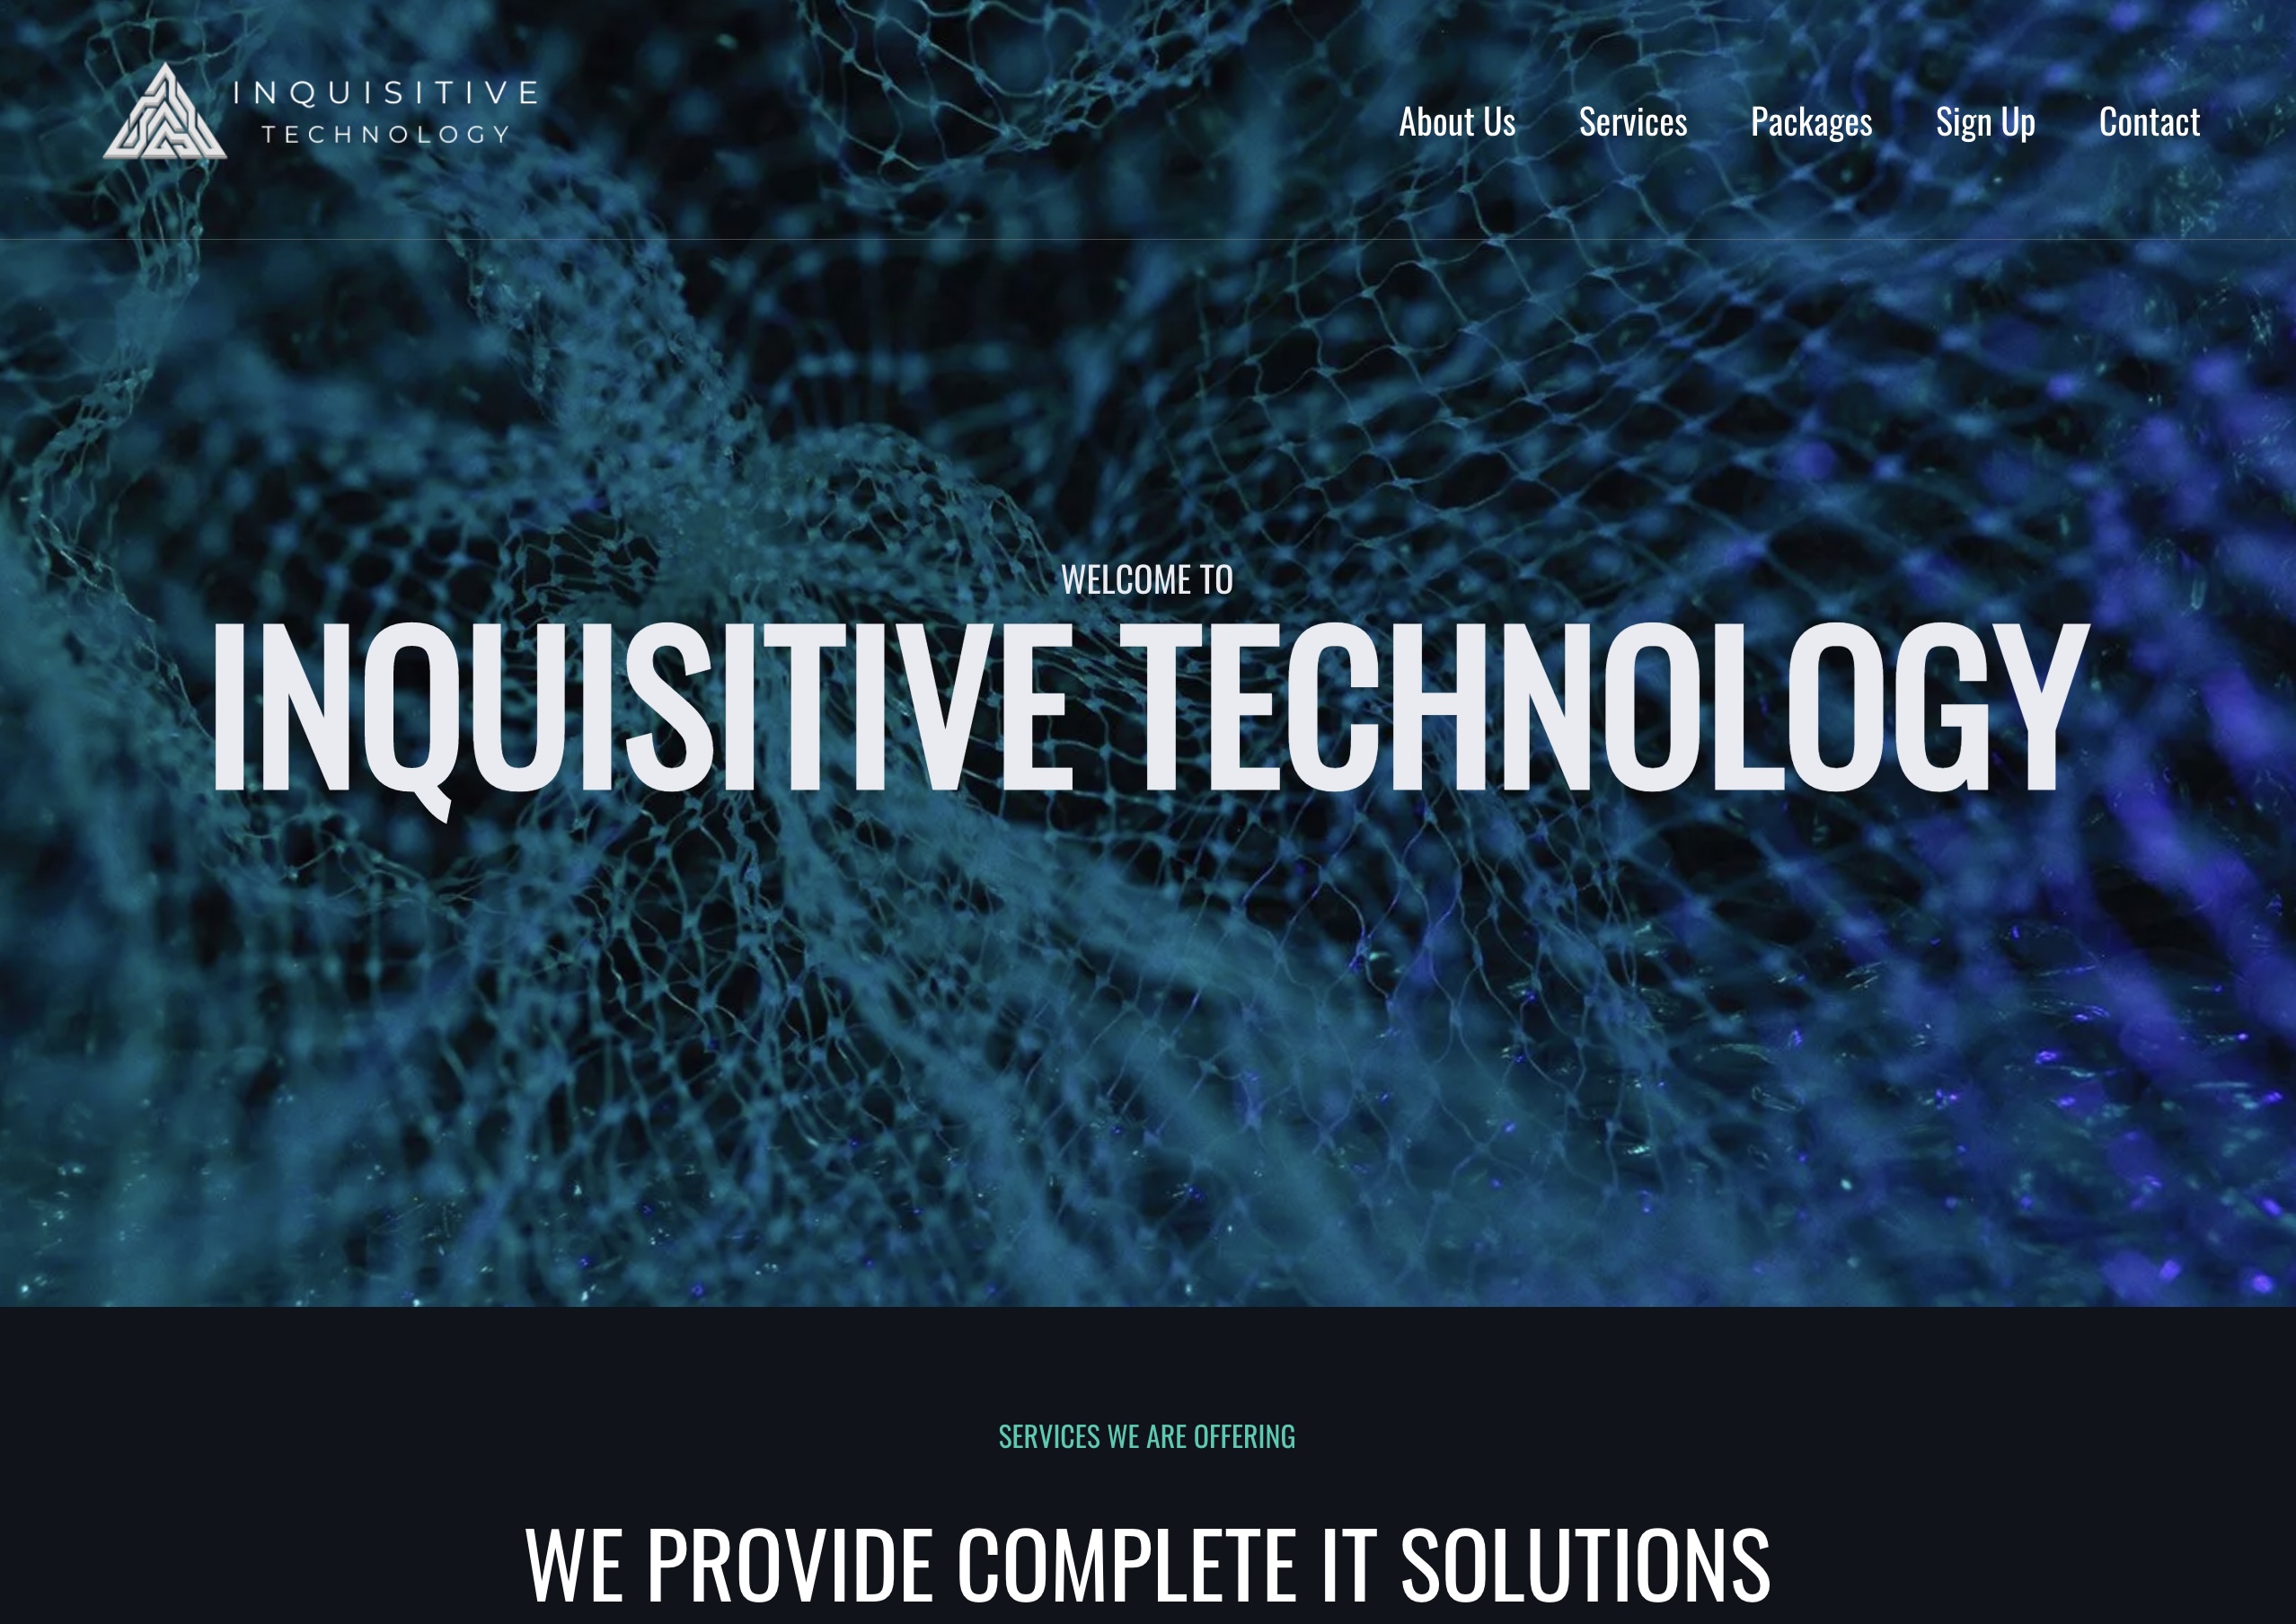 INQUISITIVE
TECHNOLOGY
About Us Services Packages Sign Up Contact
WELCOME TO
INQUISITIVE TECHNOLOGY
SERVICES WE ARE OFFERING
WE PROVIDE COMPLETE IT SOLUTIONS